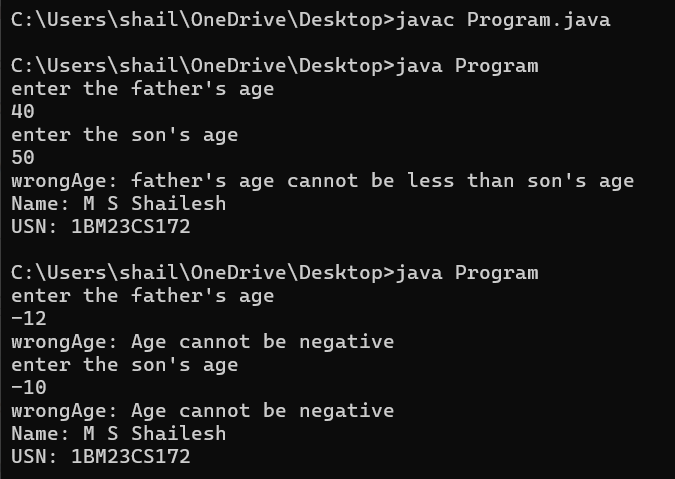 C:\Users\shail\OneDrive\Desktop>javac Program.java
C:\Users\shail\OneDrive\Desktop>java Program
enter the father's age
40
enter the son's age
50
wrongAge: father's age cannot be less than son's age
Name: M S Shailesh
USN: 1BM23CS172
C:\Users\shail\OneDrive\Desktop>java Program
enter the father's age
-12
wrongAge: Age cannot be negative
enter the son's age
-10
wrongAge: Age cannot be negative
Name: M S Shailesh
USN: 1BM23CS172